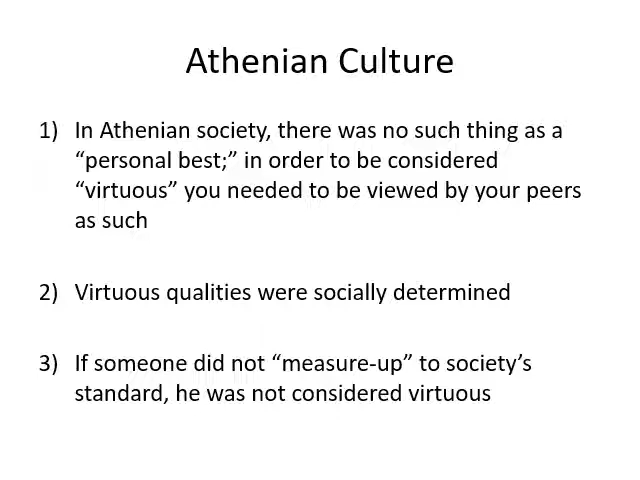 Athenian Culture
1) In Athenian society, there was no such thing as a
“personal best;” in order to be considered
“virtuous” you needed to be viewed by your peers
as such
2) Virtuous qualities were socially determined
3) If someone did not “measure-up” to society’s
standard, he was not considered virtuous